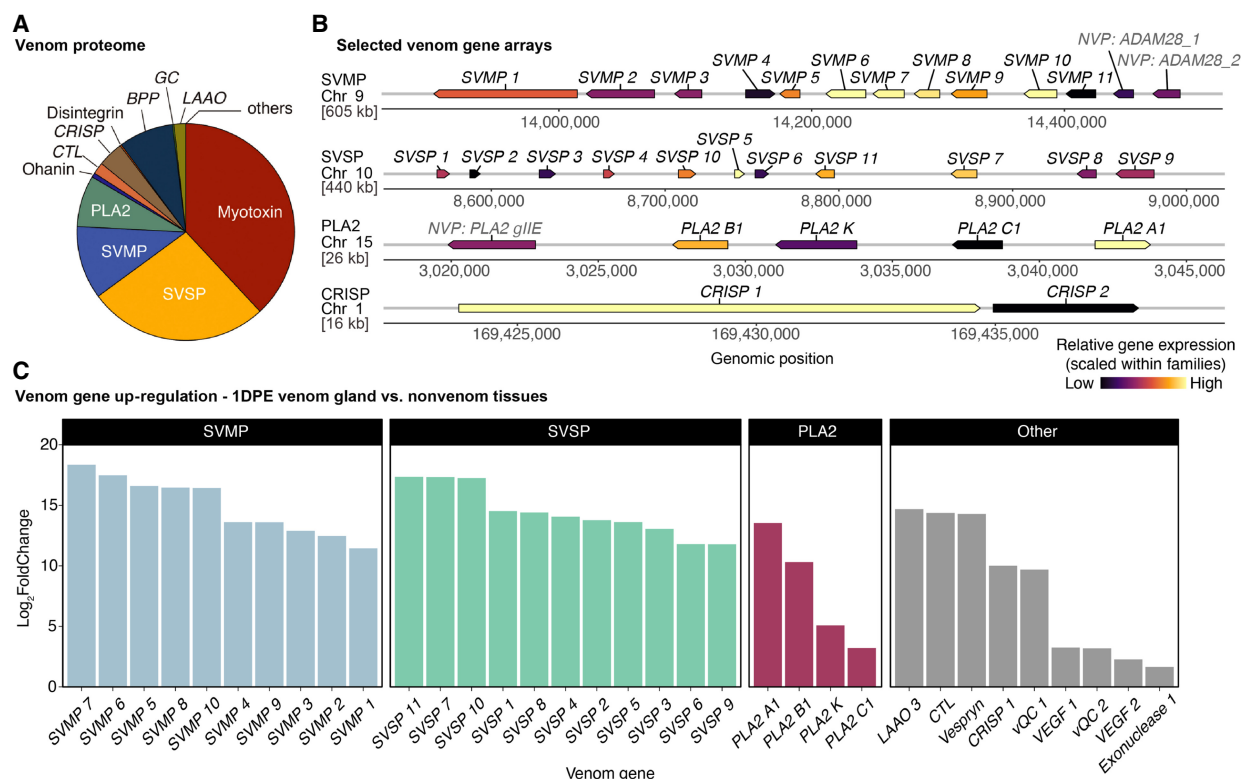 A
Venom proteome
GC
BPP
LAAO
others
Disintegrin
CRISP
CTL
Ohanin
PLA2
Myotoxin
SVMP
SVSP
B
Selected venom gene arrays
NVP: ADAM28_1
NVP: ADAM28_2
SVMP
Chr 9
[605 kb]
SVMP 1
SVMP 2
SVMP 3
SVMP 4
SVMP 5
SVMP 6
SVMP 7
SVMP 8
SVMP 9
SVMP 10
SVMP 11
14,000,000
14,200,000
14,400,000
SVSP
Chr 10
[440 kb]
SVSP 1
SVSP 2
SVSP 3
SVSP 4
SVSP 10
SVSP 5
SVSP 6
SVSP 11
SVSP 7
SVSP 8
SVSP 9
8,600,000
8,700,000
8,800,000
8,900,000
9,000,000
PLA2
Chr 15
[26 kb]
NVP: PLA2 gIIE
PLA2 B1
PLA2 K
PLA2 C1
PLA2 A1
3,020,000
3,025,000
3,030,000
3,035,000
3,040,000
3,045,000
CRISP
Chr 1
[16 kb]
CRISP 1
CRISP 2
169,425,000
169,430,000
169,435,000
Genomic position
Relative gene expression
(scaled within families)
Low
High
C
Venom gene up-regulation - 1DPE venom gland vs. nonvenom tissues
SVMP
SVSP
PLA2
Other
Log2FoldChange
20
15
10
5
0
SVMP 7
SVMP 6
SVMP 5
SVMP 8
SVMP 10
SVMP 4
SVMP 9
SVMP 3
SVMP 2
SVMP 1
SVSP 11
SVSP 7
SVSP 10
SVSP 1
SVSP 8
SVSP 4
SVSP 2
SVSP 5
SVSP 3
SVSP 6
SVSP 9
PLA2 A1
PLA2 B1
PLA2 K
PLA2 C1
LAAO 3
CTL
Vespryn
CRISP 1
vQC 1
VEGF 1
vQC 2
VEGF 2
Exonuclease 1
Venom gene